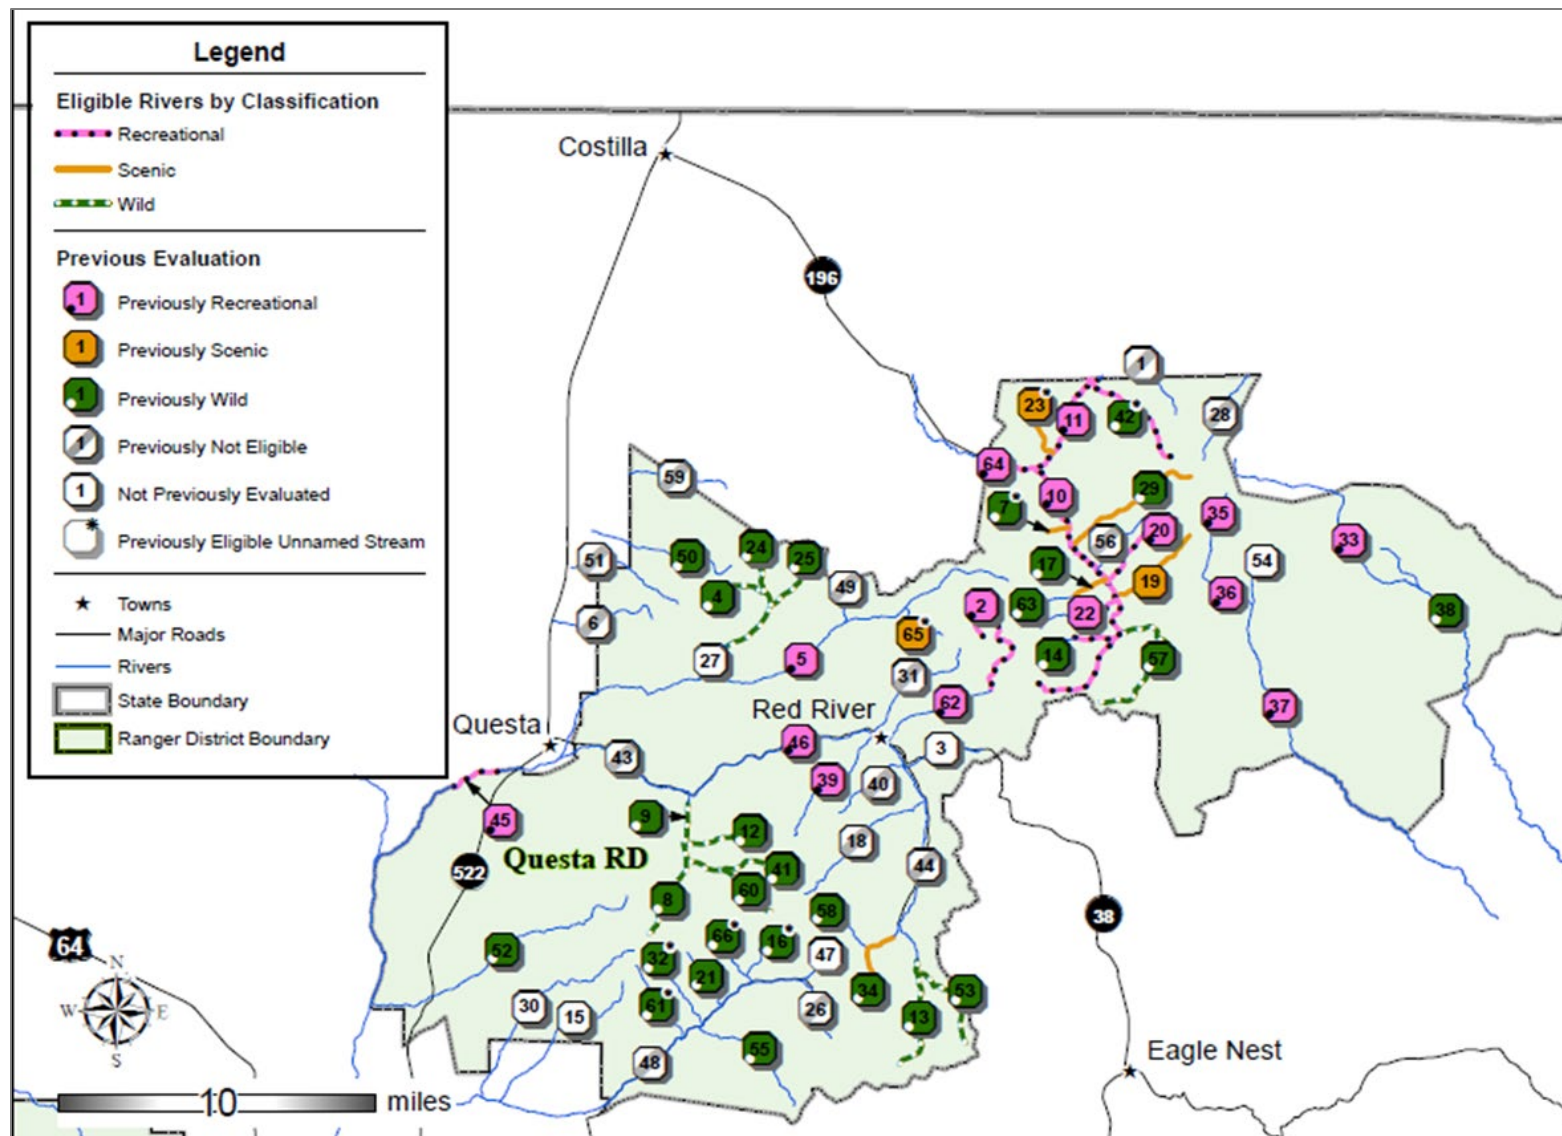 Legend
Eligible Rivers by Classification
Recreational
Scenic
Wild
Previous Evaluation
1 Previously Recreational
1 Previously Scenic
1 Previously Wild
1 Previously Not Eligible
1 Not Previously Evaluated
* Previously Eligible Unnamed Stream
★ Towns
Major Roads
Rivers
State Boundary
Ranger District Boundary
Costilla
196
1
23
11
42
28
64
59
10
7
29
35
20
56
33
24
50
25
51
17
54
49
4
63
19
36
2
22
38
6
65
27
5
14
57
31
62
37
Red River
Questa
46
3
43
39
40
9
45
12
18
Questa RD
522
41
44
60
8
58
38
66
16
64
52
32
47
21
34
53
N
W E
S
30
61
15
26
13
55
48
Eagle Nest
10 miles